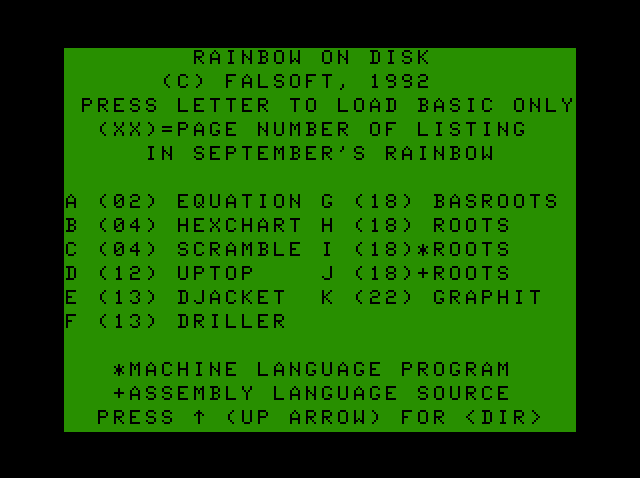 RAINBOW ON DISK
(C) FALSOFT, 1992
PRESS LETTER TO LOAD BASIC ONLY
(XX)=PAGE NUMBER OF LISTING
IN SEPTEMBER'S RAINBOW
A (02) EQUATION G (18) BASROOTS
B (04) HEXCHART H (18) ROOTS
C (04) SCRAMBLE I (18)*ROOTS
D (12) UPTOP J (18)+ROOTS
E (13) DJACKET K (22) GRAPHIT
F (13) DRILLER
*MACHINE LANGUAGE PROGRAM
+ASSEMBLY LANGUAGE SOURCE
PRESS ↑ (UP ARROW) FOR <DIR>